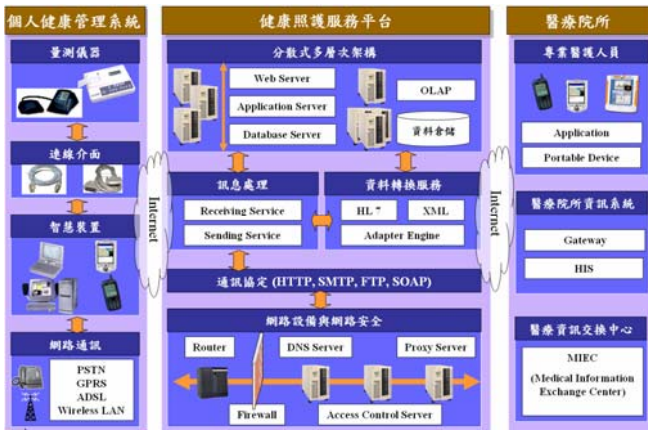 個人健康管理系統
量測儀器
連線介面
智慧裝置
網路通訊
PSTN
GPRS
ADSL
Wireless LAN
Internet
健康照護服務平台
分散式多層次架構
Web Server
Application Server
Database Server
OLAP
資料倉儲
訊息處理
Receiving Service
Sending Service
資料轉換服務
HL 7
XML
Adapter Engine
通訊協定 (HTTP, SMTP, FTP, SOAP)
網路設備與網路安全
Router
DNS Server
Proxy Server
Firewall
Access Control Server
Internet
醫療院所
專業醫護人員
Application
Portable Device
醫療院所資訊系統
Gateway
HIS
醫療資訊交換中心
MIEC
(Medical Information
Exchange Center)